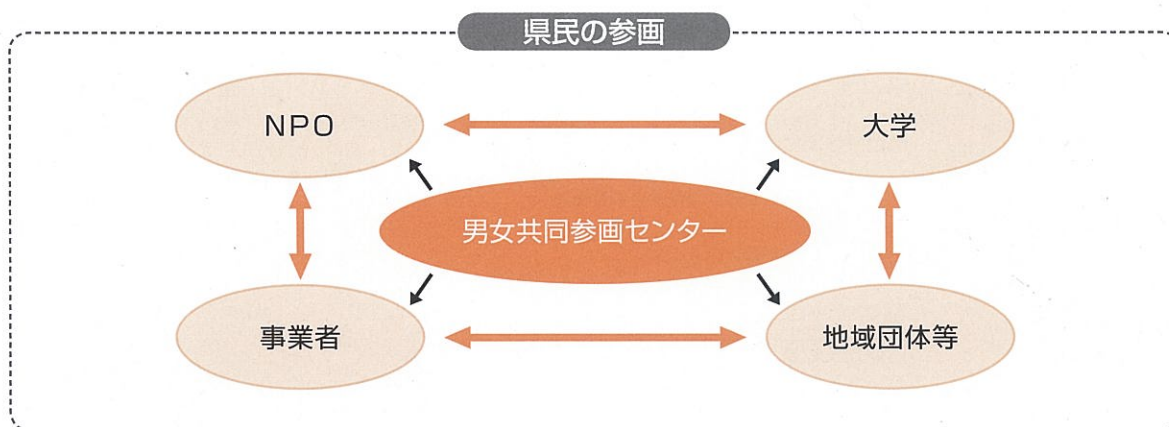 県民の参画
NPO
大学
男女共同参画センター
事業者
地域団体等